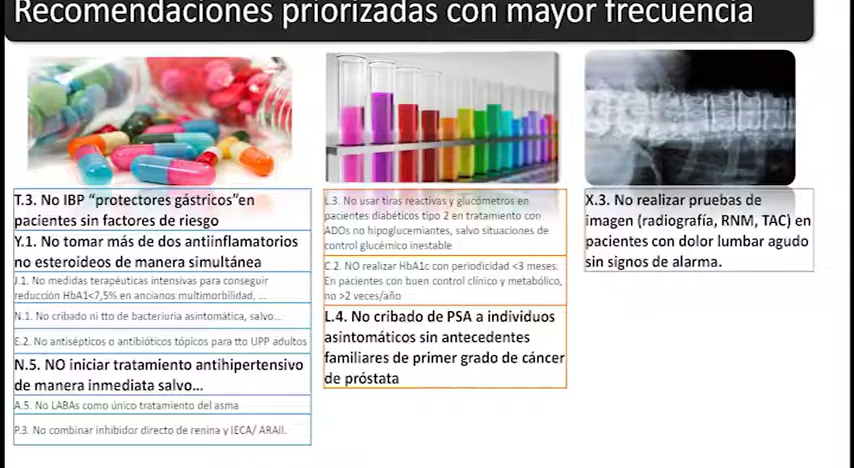 Recomendaciones priorizadas con mayor frecuencia
T.3. No IBP “protectores gástricos”en
pacientes sin factores de riesgo
Y.1. No tomar más de dos antiinflamatorios
no esteroideos de manera simultánea
J.1. No medidas terapéuticas intensivas para conseguir
reducción HbA1<7,5% en ancianos multimorbilidad, ...
N.1. No cribado ni tto de bacteriuria asintomática, salvo...
E.2. No antisépticos o antibióticos tópicos para tto UPP adultos
N.5. NO iniciar tratamiento antihipertensivo
de manera inmediata salvo...
A.5. No LABAs como único tratamiento del asma
P.3. No combinar inhibidor directo de renina y IECA/ ARAII.
L.3. No usar tiras reactivas y glucómetros en
pacientes diabéticos tipo 2 en tratamiento con
ADOs no hipoglucemiantes, salvo situaciones de
control glucémico inestable
C.2. NO realizar HbA1c con periodicidad <3 meses.
En pacientes con buen control clínico y metabólico,
no >2 veces/año
L.4. No cribado de PSA a individuos
asintomáticos sin antecedentes
familiares de primer grado de cáncer
de próstata
X.3. No realizar pruebas de
imagen (radiografía, RNM, TAC) en
pacientes con dolor lumbar agudo
sin signos de alarma.